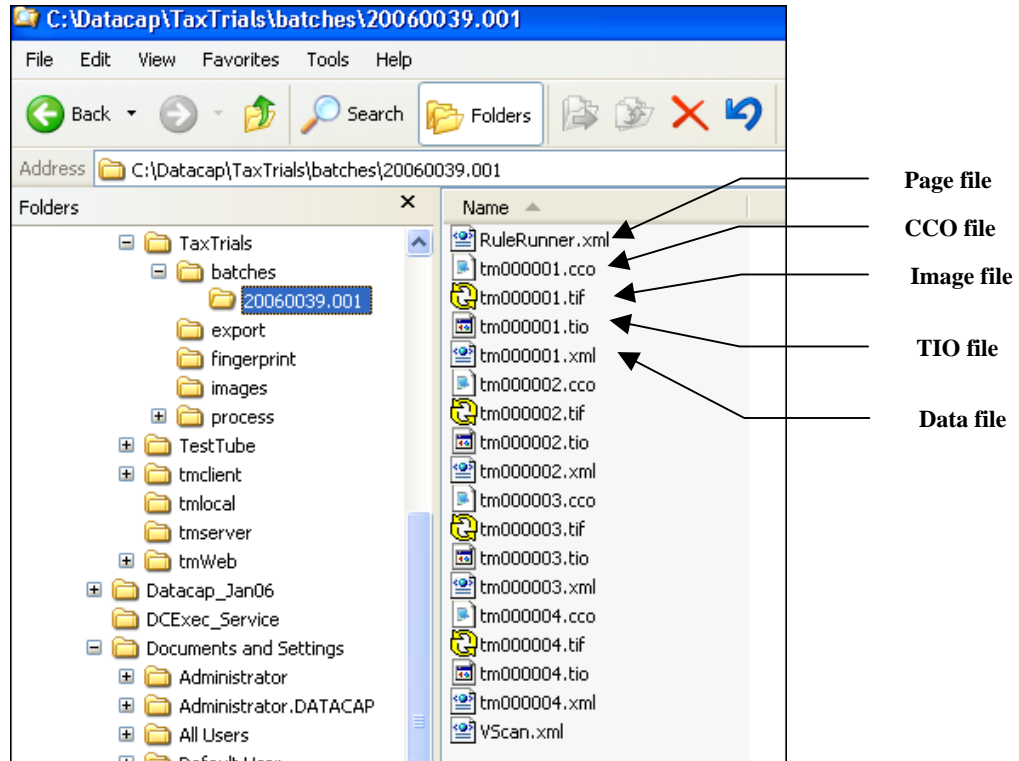 C:\Datacap\TaxTrials\batches\20060039.001
File Edit View Favorites Tools Help
Back Search Folders
Address C:\Datacap\TaxTrials\batches\20060039.001
Folders
TaxTrials
batches
20060039.001
export
fingerprint
images
process
TestTube
tmclient
tmlocal
tmserver
tmWeb
Datacap_Jan06
DCExec_Service
Documents and Settings
Administrator
Administrator.DATACAP
All Users
Default User
Name
RuleRunner.xml
tm000001.cco
tm000001.tif
tm000001.tio
tm000001.xml
tm000002.cco
tm000002.tif
tm000002.tio
tm000002.xml
tm000003.cco
tm000003.tif
tm000003.tio
tm000003.xml
tm000004.cco
tm000004.tif
tm000004.tio
tm000004.xml
VScan.xml
Page file
CCO file
Image file
TIO file
Data file